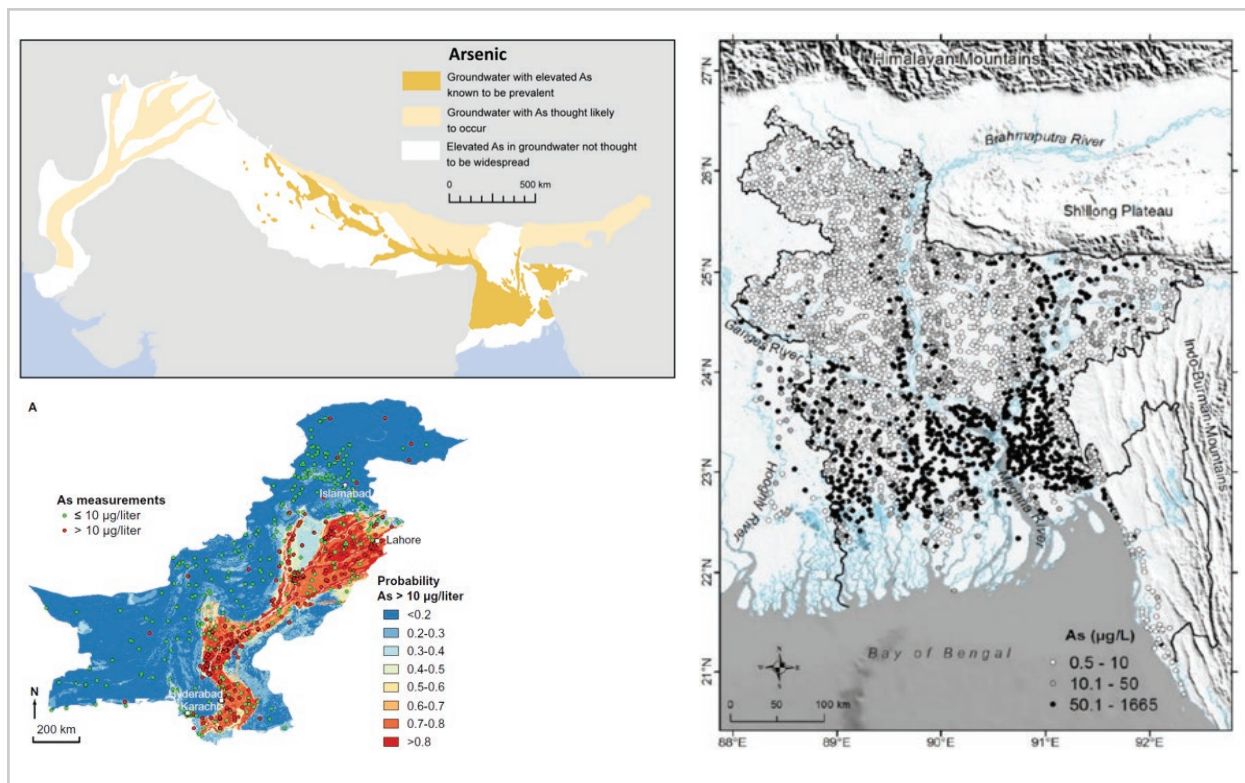 Arsenic
Groundwater with elevated As
known to be prevalent
Groundwater with As thought likely
to occur
Elevated As in groundwater not thought
to be widespread
0 500 km
A
As measurements
≤ 10 µg/liter
> 10 µg/liter
Islamabad
Lahore
Hyderabad
Karachi
N
200 km
Probability
As > 10 µg/liter
<0.2
0.2-0.3
0.3-0.4
0.4-0.5
0.5-0.6
0.6-0.7
0.7-0.8
>0.8
27°N
26°N
25°N
24°N
23°N
22°N
21°N
Himalayan Mountains
Brahmaputra River
Shillong Plateau
Ganges River
Indo-Burman Mountains
Hoogly River
Meghna River
Bay of Bengal
As (µg/L)
0.5 - 10
10.1 - 50
50.1 - 1665
N
W E
S
0 50 100 km
88°E 89°E 90°E 91°E 92°E